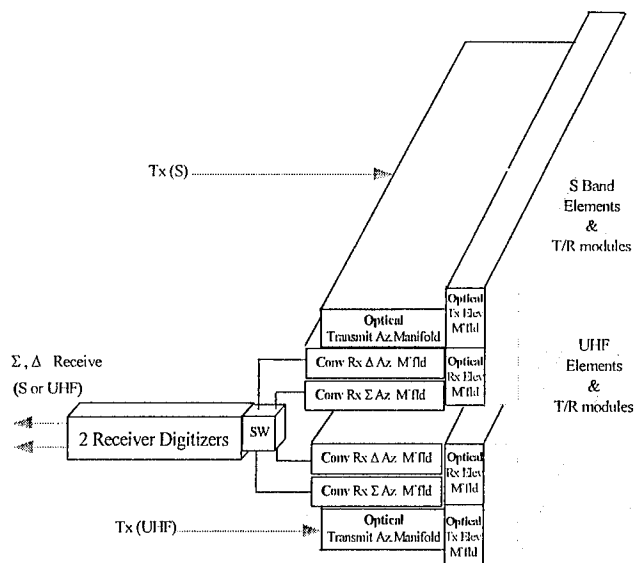 Tx (S)
S Band
Elements
&
T/R modules
Optical
Transmit Az. Manifold
Optical
Tx Elev
M'fld
Conv Rx Δ Az M'fld
Conv Rx Σ Az M'fld
Optical
Rx Elev
M'fld
UHF
Elements
&
T/R modules
Σ, Δ Receive
(S or UHF)
2 Receiver Digitizers
SW
Conv Rx Δ Az M'fld
Conv Rx Σ Az M'fld
Optical
Rx Elev
M'fld
Tx (UHF)
Optical
Transmit Az. Manifold
Optical
Tx Elev
M'fld